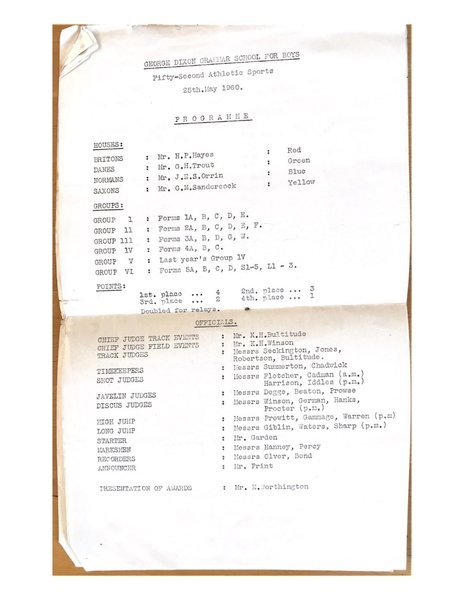 GEORGE DIXON GRAMMAR SCHOOL FOR BOYS
Fifty-Second Athletic Sports
25th.May 1960.
PROGRAMME
HOUSES:
BRITONS : Mr. N.P.Hayes : Red
DANES : Mr. G.H.Trout : Green
NORMANS : Mr. J.E.S.Orrin : Blue
SAXONS : Mr. G.M.Sandercock : Yellow
GROUPS:
GROUP 1 : Forms 1A, B, C, D, E.
GROUP 11 : Forms 2A, B, C, D, E, F.
GROUP 111 : Forms 3A, B, D, G, W.
GROUP 1V : Forms 4A, B, C.
GROUP V : Last year's Group 1V
GROUP VI : Forms 5A, B, C, D, S1-5, L1 - 3.
POINTS:
1st. place ... 4 2nd. place ... 3
3rd. place ... 2 4th. place ... 1
Doubled for relays.
OFFICIALS.
CHIEF JUDGE TRACK EVENTS : Mr. K.H.Bultitude
CHIEF JUDGE FIELD EVENTS : Mr. K.H.Winson
TRACK JUDGES : Messrs Seckington, Jones,
Robertson, Bultitude.
TIMEKEEPERS : Messrs Summerton, Chadwick
SHOT JUDGES : Messrs Fletcher, Cadman (a.m.)
Harrison, Iddles (p.m.)
JAVELIN JUDGES : Messrs Degge, Beaton, Prowse
DISCUS JUDGES : Messrs Winson, German, Hanks,
Procter (p.m.)
HIGH JUMP : Messrs Prewitt, Gammage, Warren (p.m)
LONG JUMP : Messrs Giblin, Waters, Sharp (p.m.)
STARTER : Mr. Garden
MARKSMEN : Messrs Hanney, Percy
RECORDERS : Messrs Olver, Bond
ANNOUNCER : Mr. Frint
PRESENTATION OF AWARDS : Mr. E.Worthington